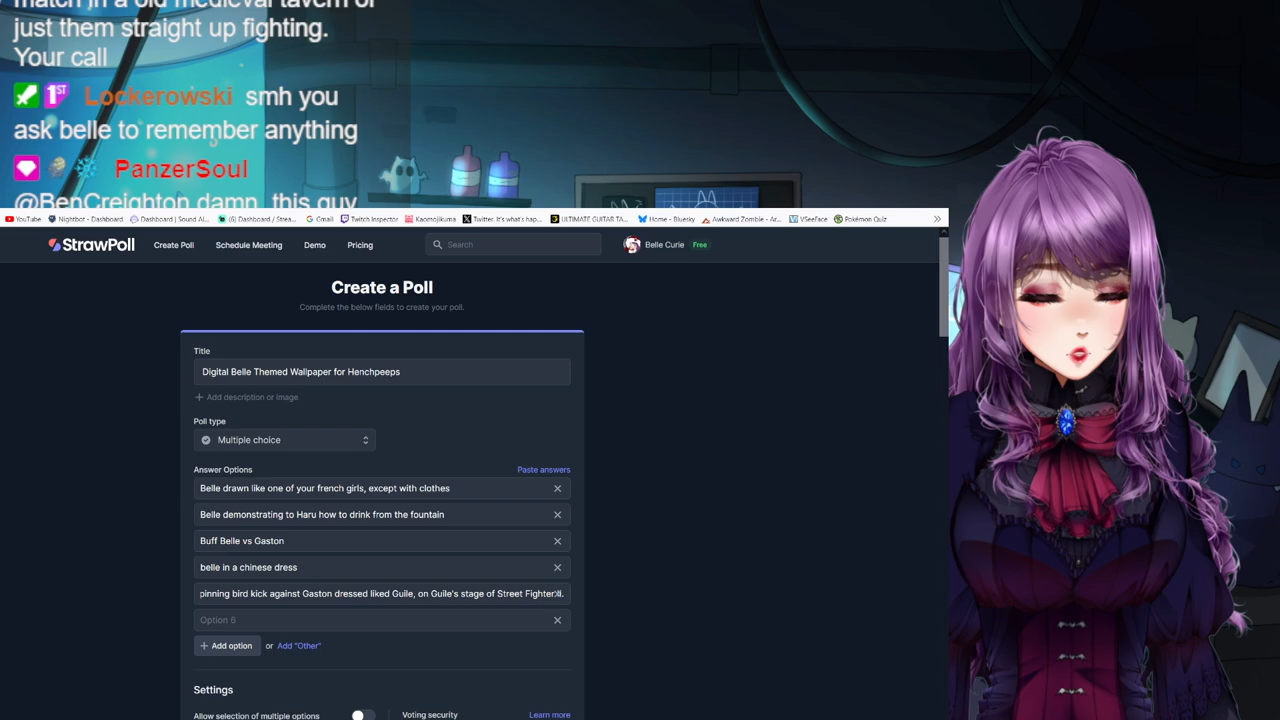 match in a old medieval tavern or
just them straight up fighting.
Your call
1ST Lockerowski smh you
ask belle to remember anything
PanzerSoul
@BenCreighton damn, this guy
YouTube Nightbot - Dashboard Dashboard | Sound Al... (6) Dashboard / Strea... Gmail Twitch Inspector Kaomojikuma Twitter. It's what's hap... ULTIMATE GUITAR TA... Home - Bluesky Awkward Zombie - Ar... VSeeFace Pokémon Quiz
StrawPoll Create Poll Schedule Meeting Demo Pricing Search Belle Curie Free
Create a Poll
Complete the below fields to create your poll.
Title
Digital Belle Themed Wallpaper for Henchpeeps
Add description or image
Poll type
Multiple choice
Answer Options Paste answers
Belle drawn like one of your french girls, except with clothes
Belle demonstrating to Haru how to drink from the fountain
Buff Belle vs Gaston
belle in a chinese dress
pinning bird kick against Gaston dressed liked Guile, on Guile's stage of Street Fighter II.
Option 6
+ Add option or Add "Other"
Settings
Allow selection of multiple options Voting security Learn more